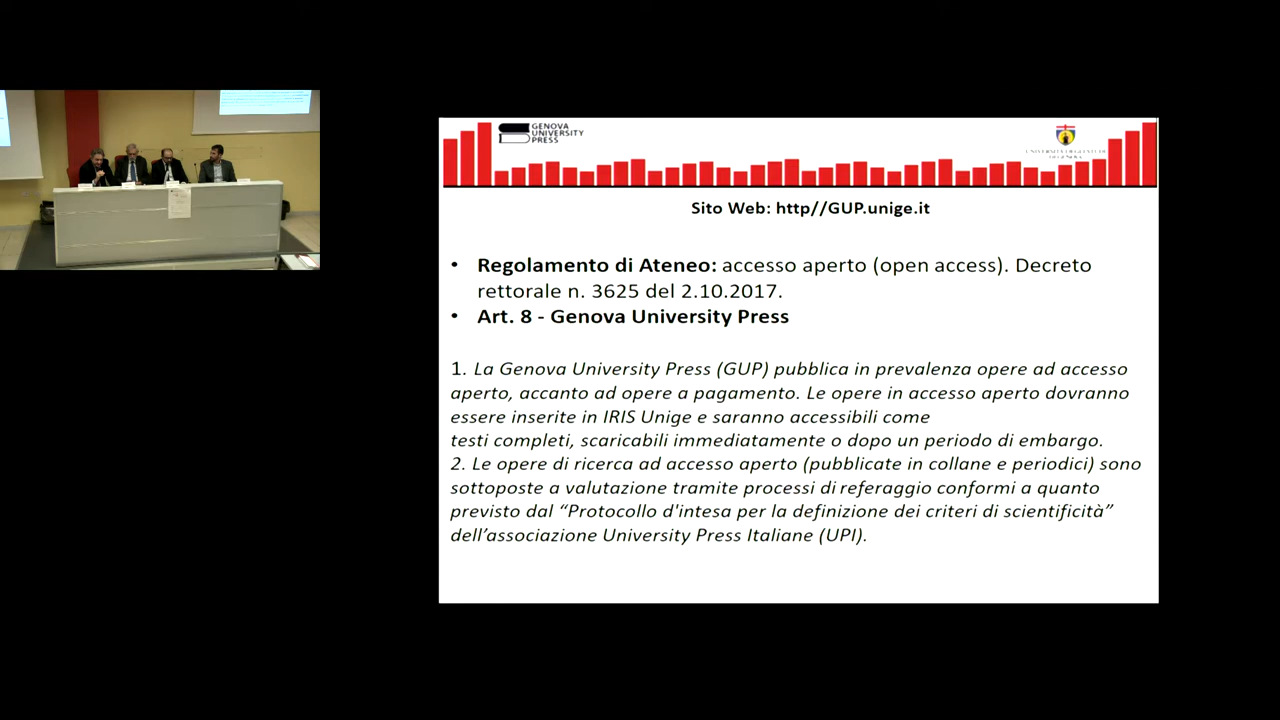 GENOVA
UNIVERSITY
PRESS
UNIVERSITÀ DEGLI STUDI
DI GENOVA
Sito Web: http//GUP.unige.it
• Regolamento di Ateneo: accesso aperto (open access). Decreto
rettorale n. 3625 del 2.10.2017.
• Art. 8 - Genova University Press
1. La Genova University Press (GUP) pubblica in prevalenza opere ad accesso
aperto, accanto ad opere a pagamento. Le opere in accesso aperto dovranno
essere inserite in IRIS Unige e saranno accessibili come
testi completi, scaricabili immediatamente o dopo un periodo di embargo.
2. Le opere di ricerca ad accesso aperto (pubblicate in collane e periodici) sono
sottoposte a valutazione tramite processi di referaggio conformi a quanto
previsto dal “Protocollo d'intesa per la definizione dei criteri di scientificità”
dell’associazione University Press Italiane (UPI).